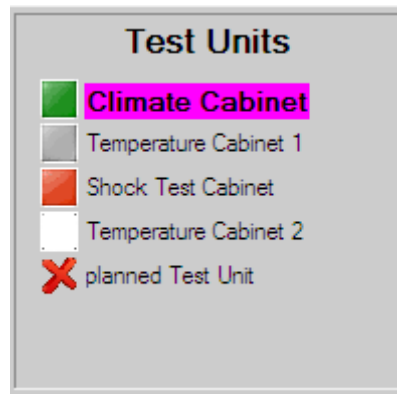 Test Units
Climate Cabinet
Temperature Cabinet 1
Shock Test Cabinet
Temperature Cabinet 2
planned Test Unit